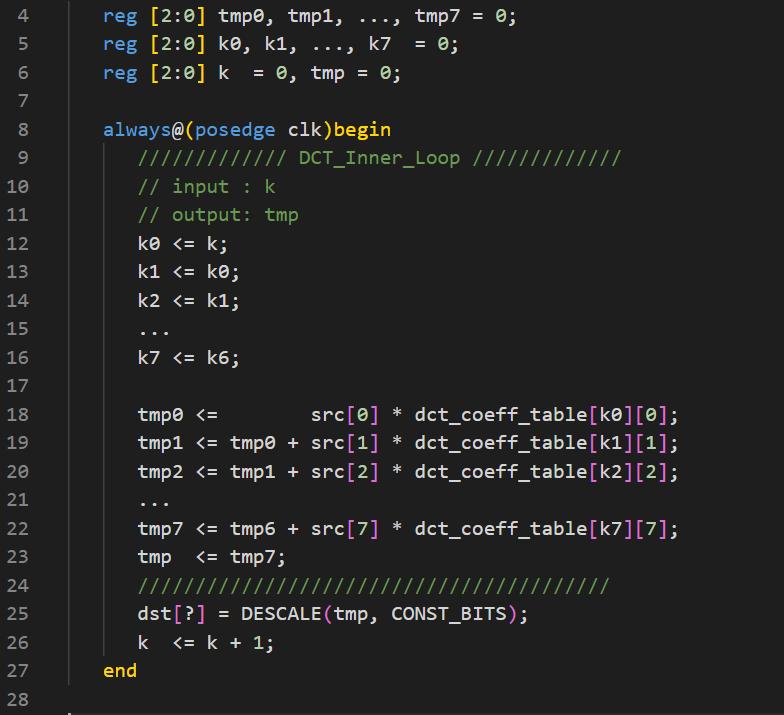 4 reg [2:0] tmp0, tmp1, ..., tmp7 = 0;
5 reg [2:0] k0, k1, ..., k7  = 0;
6 reg [2:0] k  = 0, tmp = 0;
7
8 always@(posedge clk)begin
9 ///////////// DCT_Inner_Loop /////////////
10 // input : k
11 // output: tmp
12 k0 <= k;
13 k1 <= k0;
14 k2 <= k1;
15 ...
16 k7 <= k6;
17
18 tmp0 <=        src[0] * dct_coeff_table[k0][0];
19 tmp1 <= tmp0 + src[1] * dct_coeff_table[k1][1];
20 tmp2 <= tmp1 + src[2] * dct_coeff_table[k2][2];
21 ...
22 tmp7 <= tmp6 + src[7] * dct_coeff_table[k7][7];
23 tmp  <= tmp7;
24 /////////////////////////////////////////
25 dst[?] = DESCALE(tmp, CONST_BITS);
26 k  <= k + 1;
27 end
28